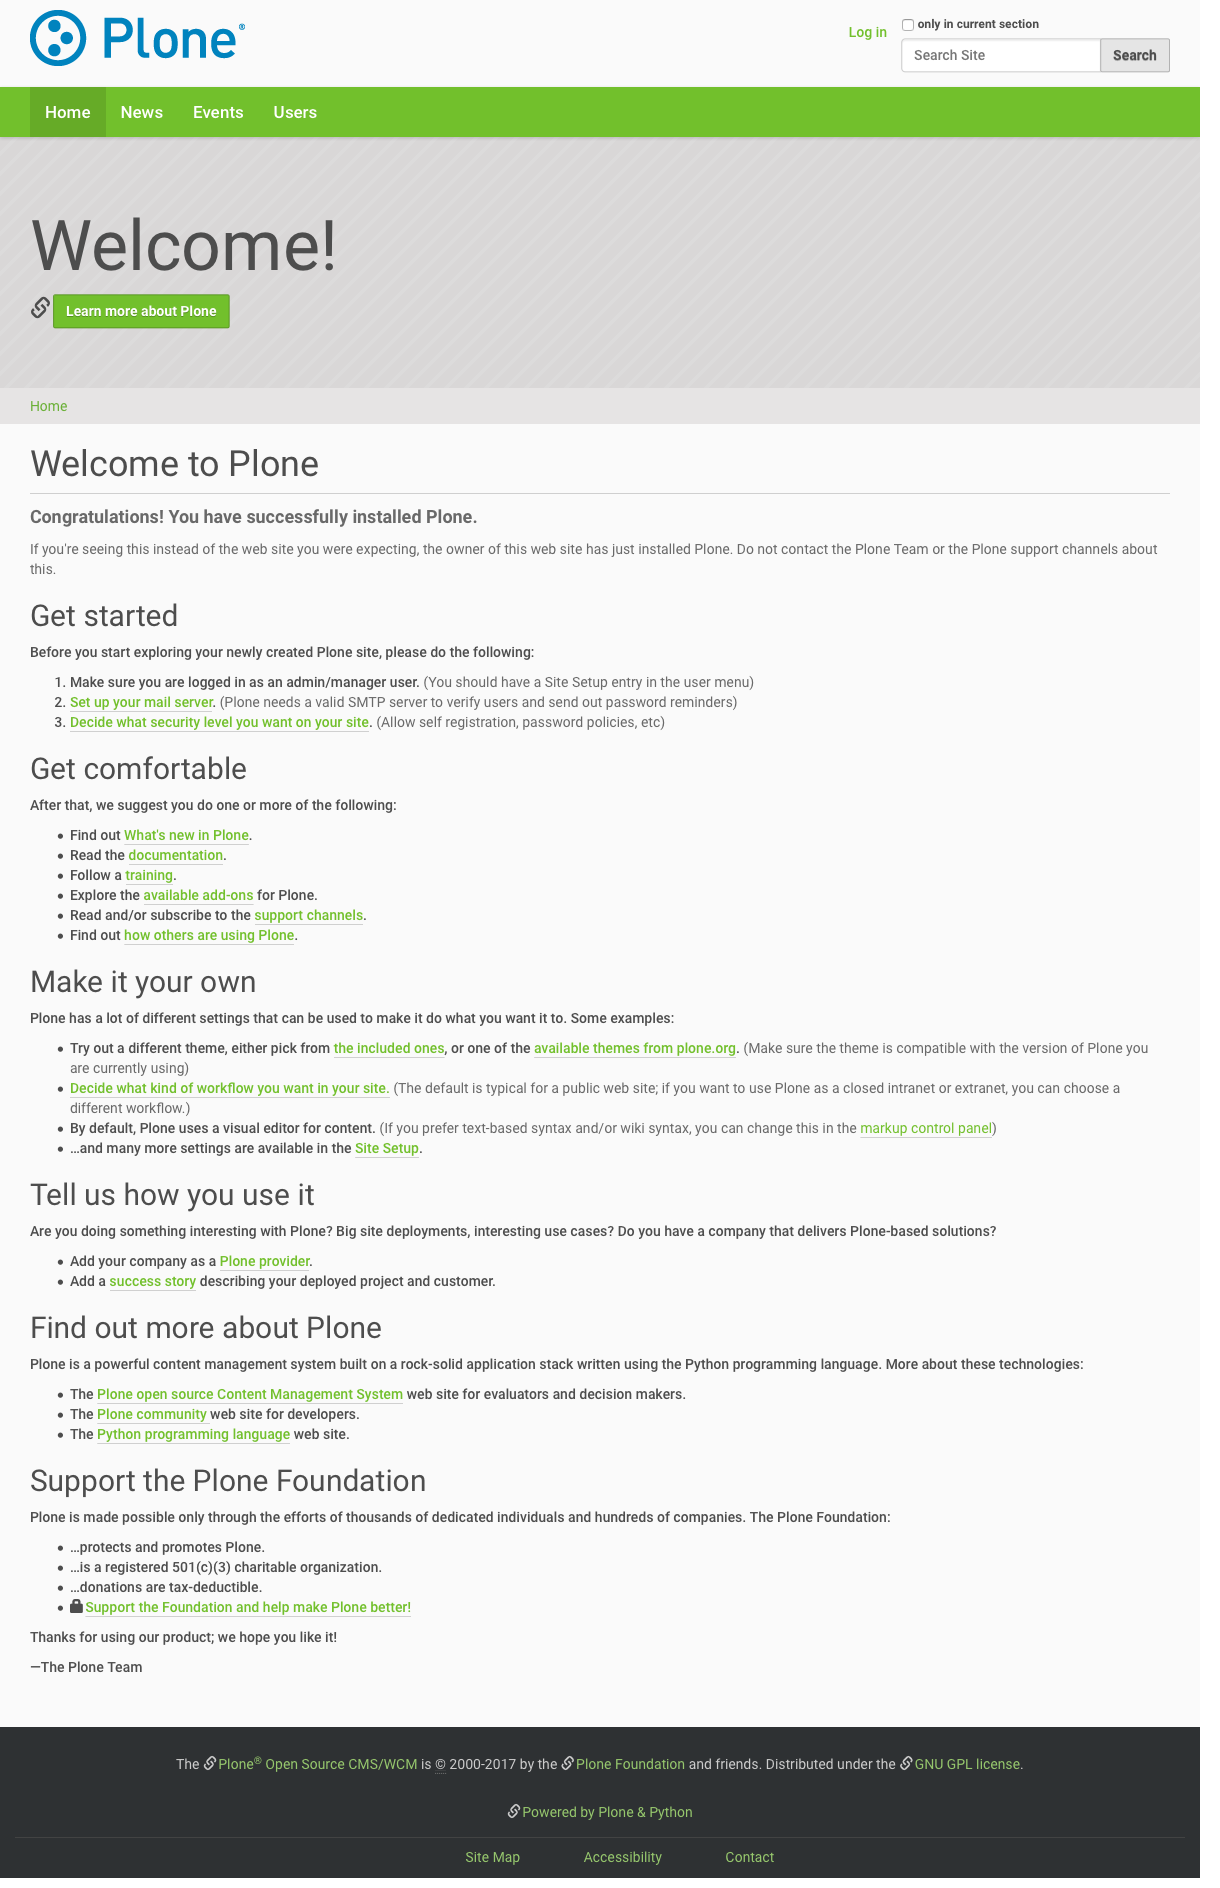 Plone®
Log in
only in current section
Search Site
Search
Home News Events Users
Welcome!
Learn more about Plone
Home
Welcome to Plone
Congratulations! You have successfully installed Plone.
If you're seeing this instead of the web site you were expecting, the owner of this web site has just installed Plone. Do not contact the Plone Team or the Plone support channels about
this.
Get started
Before you start exploring your newly created Plone site, please do the following:
1. Make sure you are logged in as an admin/manager user. (You should have a Site Setup entry in the user menu)
2. Set up your mail server. (Plone needs a valid SMTP server to verify users and send out password reminders)
3. Decide what security level you want on your site. (Allow self registration, password policies, etc)
Get comfortable
After that, we suggest you do one or more of the following:
• Find out What's new in Plone.
• Read the documentation.
• Follow a training.
• Explore the available add-ons for Plone.
• Read and/or subscribe to the support channels.
• Find out how others are using Plone.
Make it your own
Plone has a lot of different settings that can be used to make it do what you want it to. Some examples:
• Try out a different theme, either pick from the included ones, or one of the available themes from plone.org. (Make sure the theme is compatible with the version of Plone you
are currently using)
• Decide what kind of workflow you want in your site. (The default is typical for a public web site; if you want to use Plone as a closed intranet or extranet, you can choose a
different workflow.)
• By default, Plone uses a visual editor for content. (If you prefer text-based syntax and/or wiki syntax, you can change this in the markup control panel)
• …and many more settings are available in the Site Setup.
Tell us how you use it
Are you doing something interesting with Plone? Big site deployments, interesting use cases? Do you have a company that delivers Plone-based solutions?
• Add your company as a Plone provider.
• Add a success story describing your deployed project and customer.
Find out more about Plone
Plone is a powerful content management system built on a rock-solid application stack written using the Python programming language. More about these technologies:
• The Plone open source Content Management System web site for evaluators and decision makers.
• The Plone community web site for developers.
• The Python programming language web site.
Support the Plone Foundation
Plone is made possible only through the efforts of thousands of dedicated individuals and hundreds of companies. The Plone Foundation:
• …protects and promotes Plone.
• …is a registered 501(c)(3) charitable organization.
• …donations are tax-deductible.
• Support the Foundation and help make Plone better!
Thanks for using our product; we hope you like it!
—The Plone Team
The Plone® Open Source CMS/WCM is © 2000-2017 by the Plone Foundation and friends. Distributed under the GNU GPL license.
Powered by Plone & Python
Site Map Accessibility Contact